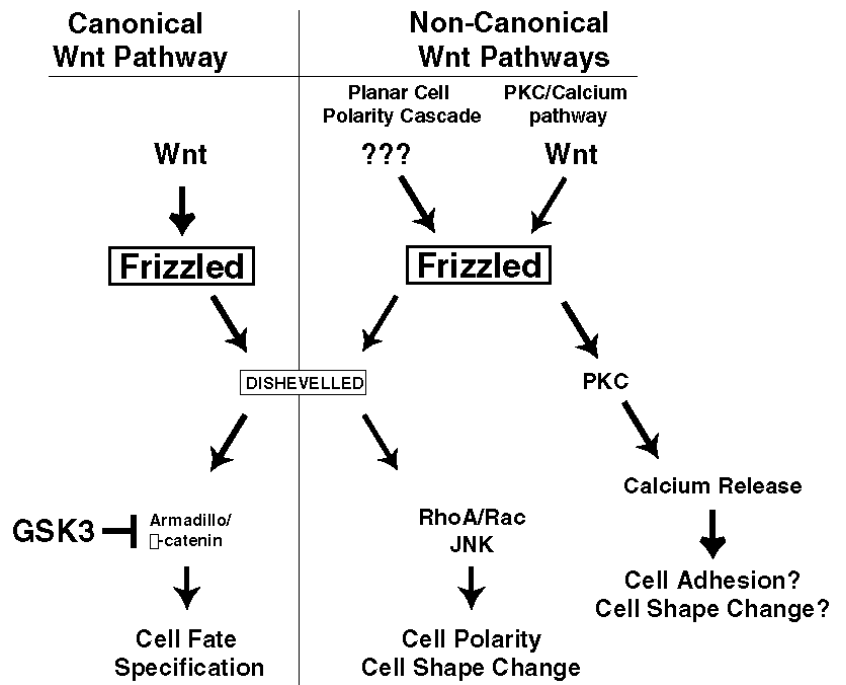 Canonical
Wnt Pathway
Non-Canonical
Wnt Pathways
Planar Cell
Polarity Cascade
PKC/Calcium
pathway
Wnt
???
Wnt
Frizzled
Frizzled
DISHEVELLED
PKC
GSK3
Armadillo/
▯-catenin
RhoA/Rac
JNK
Calcium Release
Cell Adhesion?
Cell Shape Change?
Cell Fate
Specification
Cell Polarity
Cell Shape Change